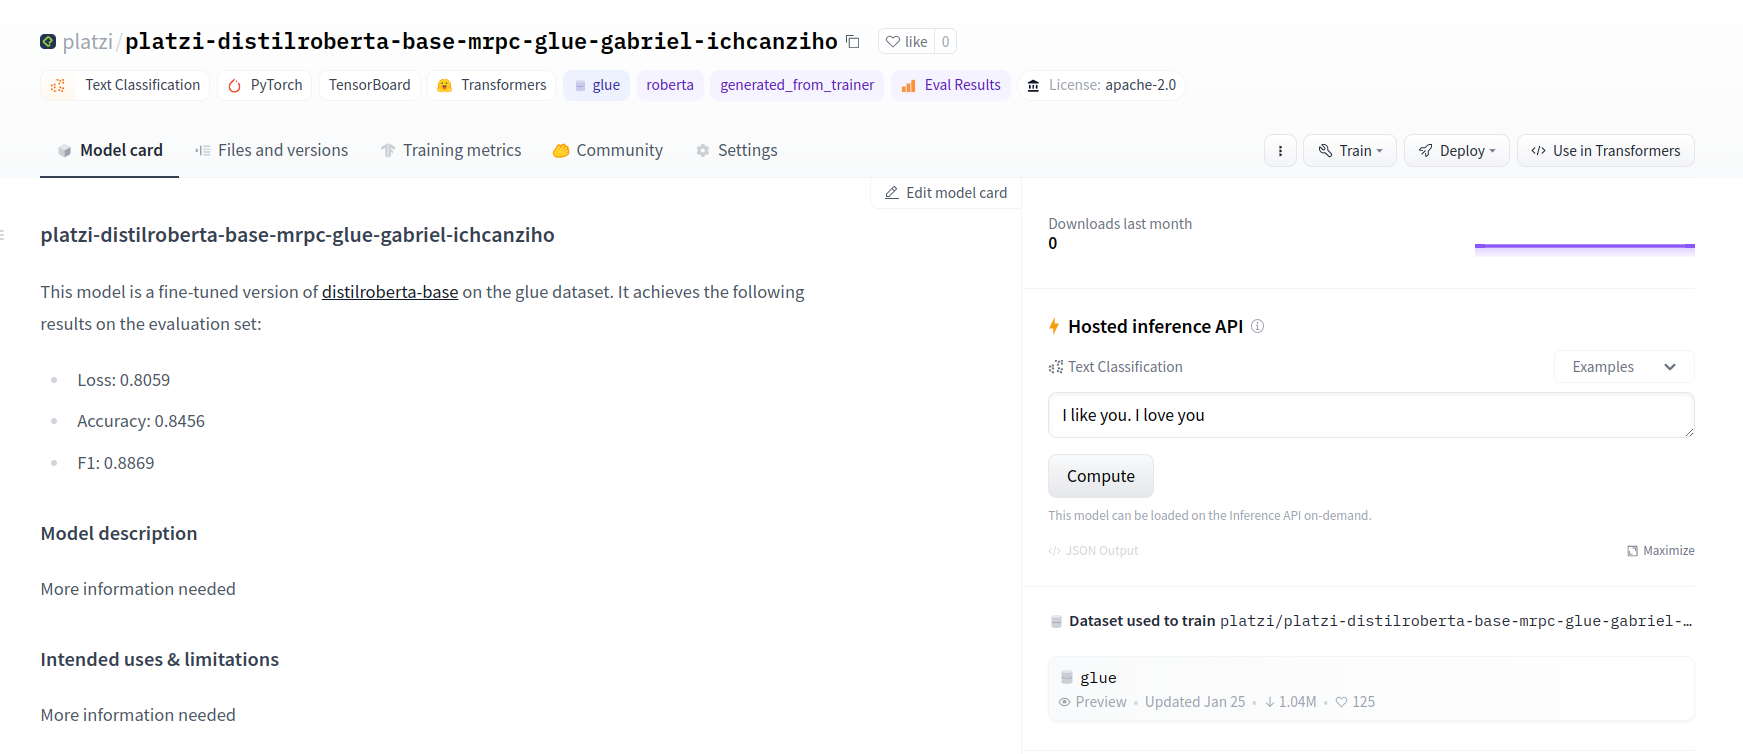 platzi/platzi-distilroberta-base-mrpc-glue-gabriel-ichcanziho like 0
Text Classification PyTorch TensorBoard Transformers glue roberta generated_from_trainer Eval Results License: apache-2.0
Model card Files and versions Training metrics Community Settings Train Deploy </> Use in Transformers
Edit model card
platzi-distilroberta-base-mrpc-glue-gabriel-ichcanziho
This model is a fine-tuned version of distilroberta-base on the glue dataset. It achieves the following
results on the evaluation set:
Loss: 0.8059
Accuracy: 0.8456
F1: 0.8869
Model description
More information needed
Intended uses & limitations
More information needed
Downloads last month
0
Hosted inference API
Text Classification Examples
I like you. I love you
Compute
This model can be loaded on the Inference API on-demand.
</> JSON Output Maximize
Dataset used to train platzi/platzi-distilroberta-base-mrpc-glue-gabriel-…
glue
Preview • Updated Jan 25 • ↓ 1.04M • 125